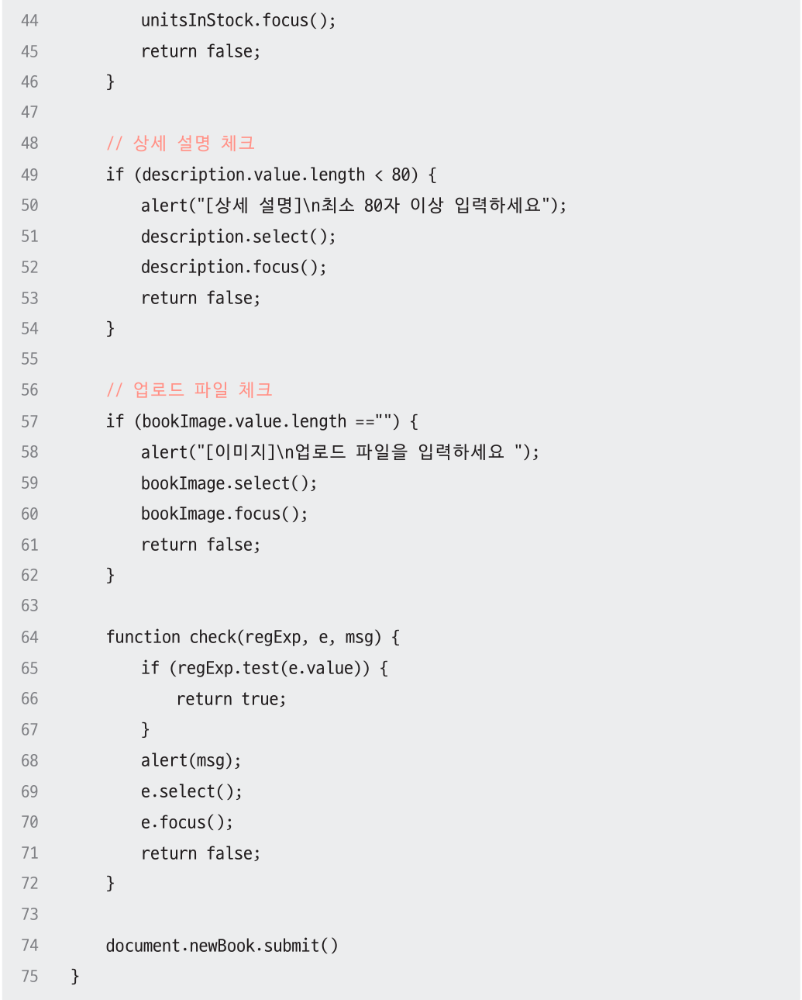 44 unitsInStock.focus();
45 return false;
46 }
47
48 // 상세 설명 체크
49 if (description.value.length < 80) {
50 alert("[상세 설명]\n최소 80자 이상 입력하세요");
51 description.select();
52 description.focus();
53 return false;
54 }
55
56 // 업로드 파일 체크
57 if (bookImage.value.length =="") {
58 alert("[이미지]\n업로드 파일을 입력하세요 ");
59 bookImage.select();
60 bookImage.focus();
61 return false;
62 }
63
64 function check(regExp, e, msg) {
65 if (regExp.test(e.value)) {
66 return true;
67 }
68 alert(msg);
69 e.select();
70 e.focus();
71 return false;
72 }
73
74 document.newBook.submit()
75 }